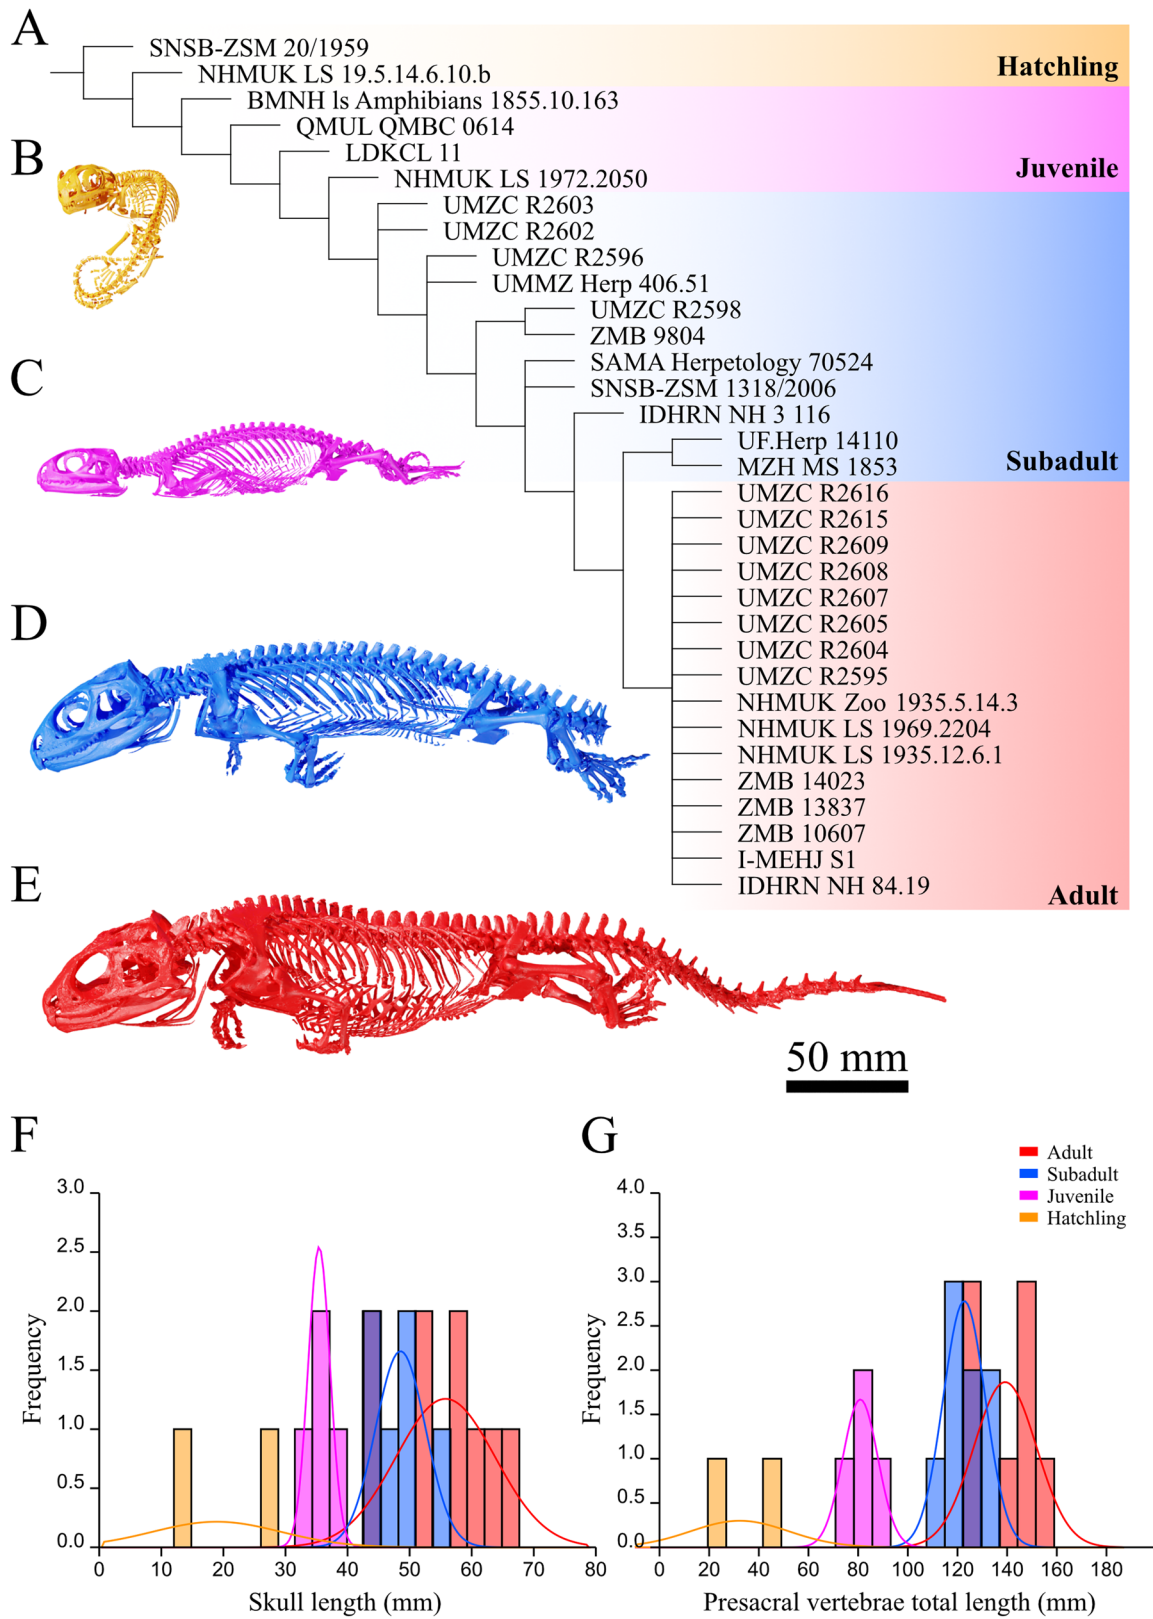 A
SNSB-ZSM 20/1959
NHMUK LS 19.5.14.6.10.b
Hatchling
BMNH ls Amphibians 1855.10.163
QMUL QMBC 0614
LDKCL 11
NHMUK LS 1972.2050
Juvenile
B
UMZC R2603
UMZC R2602
UMZC R2596
UMMZ Herp 406.51
UMZC R2598
ZMB 9804
SAMA Herpetology 70524
SNSB-ZSM 1318/2006
IDHRN NH 3 116
UF.Herp 14110
MZH MS 1853
Subadult
C
UMZC R2616
UMZC R2615
UMZC R2609
UMZC R2608
UMZC R2607
UMZC R2605
UMZC R2604
UMZC R2595
NHMUK Zoo 1935.5.14.3
NHMUK LS 1969.2204
NHMUK LS 1935.12.6.1
ZMB 14023
ZMB 13837
ZMB 10607
I-MEHJ S1
IDHRN NH 84.19
Adult
D
E
50 mm
F
3.0
2.5
2.0
1.5
1.0
0.5
0.0
Frequency
0 10 20 30 40 50 60 70 80
Skull length (mm)
G
Adult
Subadult
Juvenile
Hatchling
4.0
3.5
3.0
2.5
2.0
1.5
1.0
0.5
0.0
Frequency
0 20 40 60 80 100 120 140 160 180
Presacral vertebrae total length (mm)